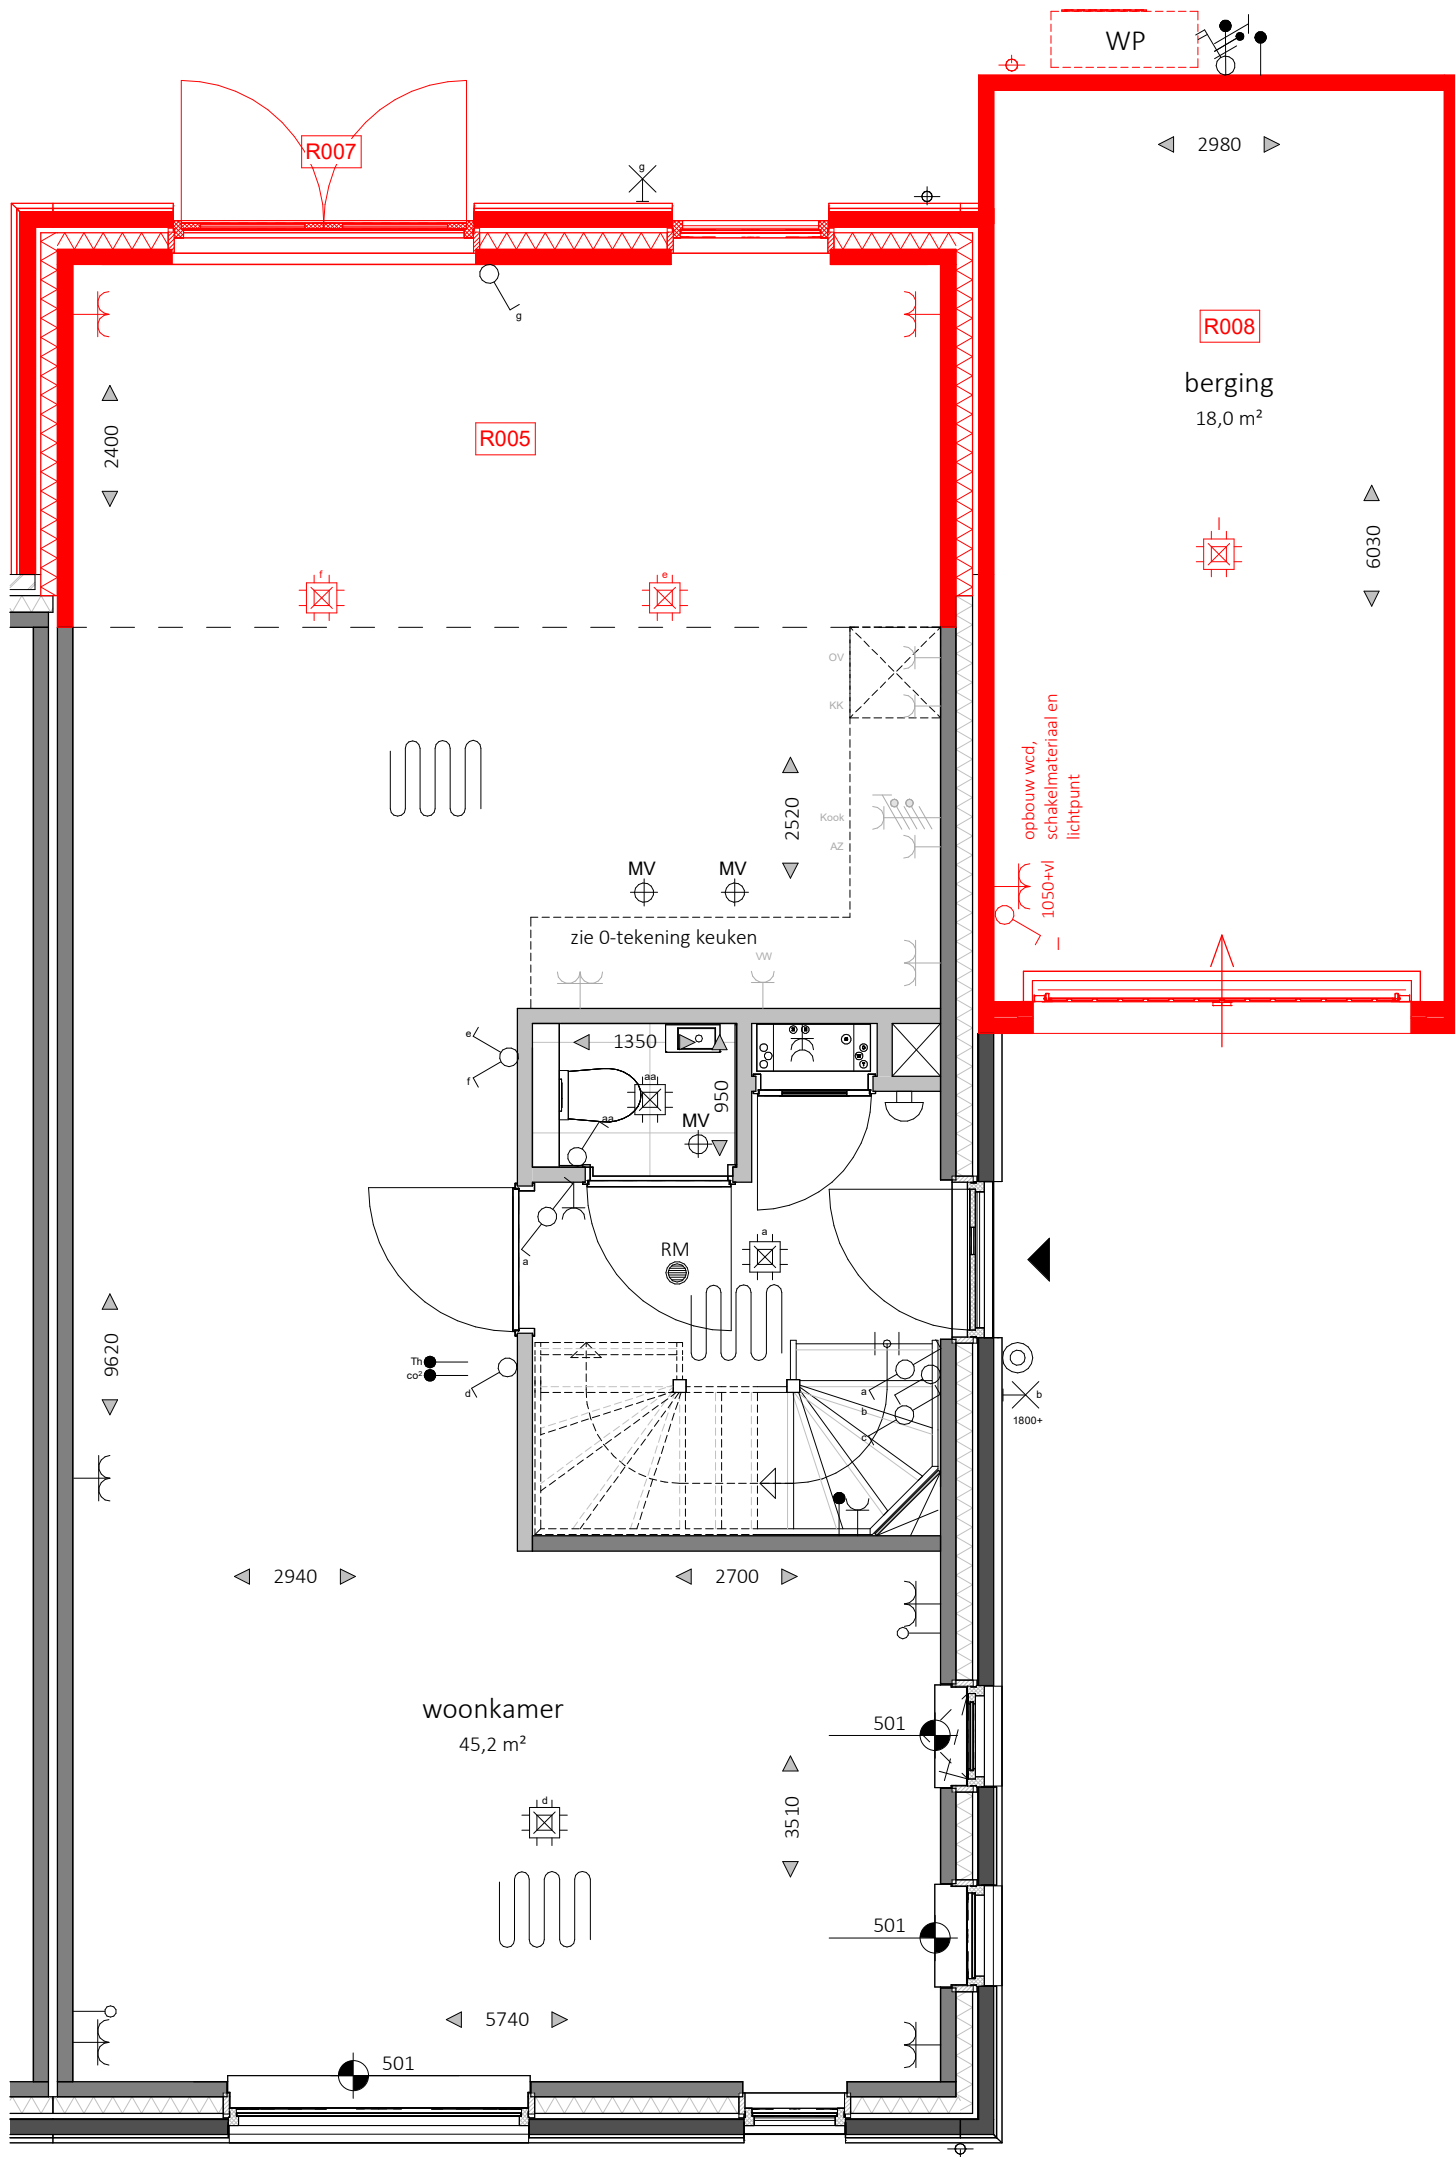 WP
R007
g
2980
g
R008
berging
18,0 m²
2400
R005
6030
f
e
OV
KK
opbouw wcd,
schakelmateriaal en
lichtpunt
2520
Kook
AZ
MV
MV
1050+vl
zie 0-tekening keuken
VW
e
f
1350
aa
950
aa
MV
a
RM
a
9620
Th
co²
d
a
b
c
b
1800+
2940
2700
woonkamer
45,2 m²
501
d
3510
501
5740
501